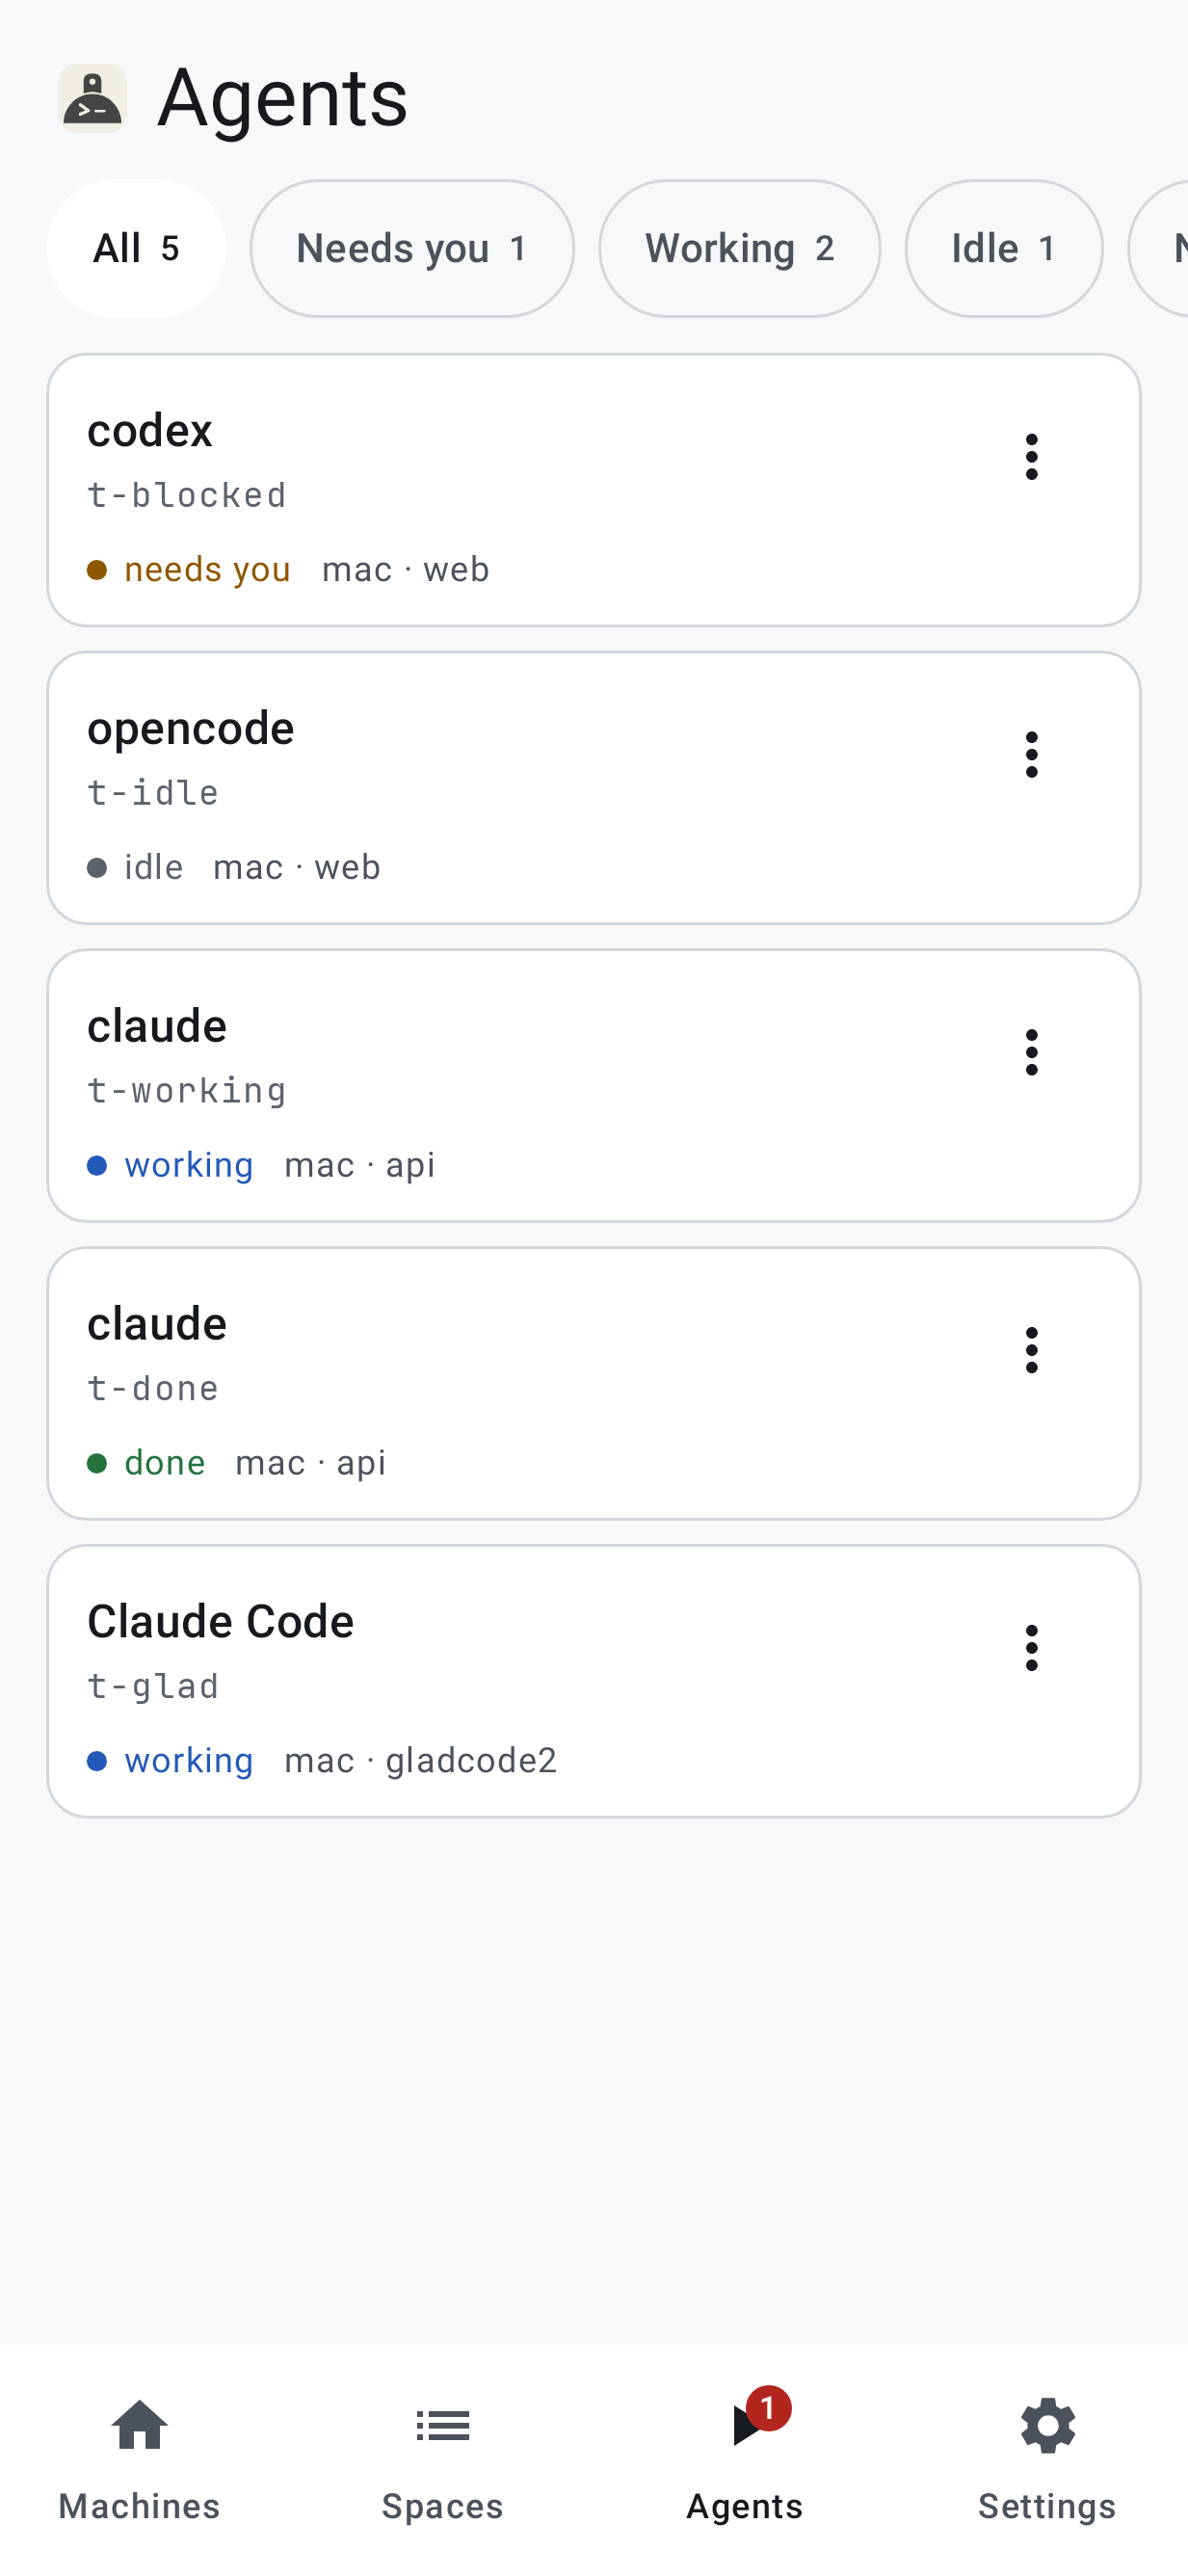 Agents
All 5 Needs you 1 Working 2 Idle 1
codex
t-blocked
needs you mac · web
opencode
t-idle
idle mac · web
claude
t-working
working mac · api
claude
t-done
done mac · api
Claude Code
t-glad
working mac · gladcode2
1
Machines Spaces Agents Settings